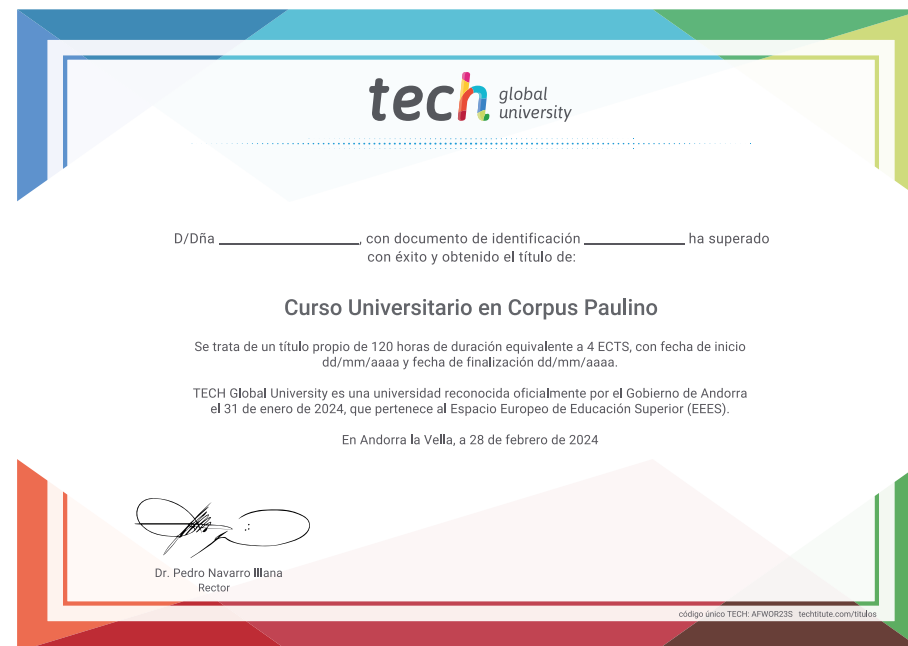 tech global university
D/Dña ____________________, con documento de identificación ______________ ha superado
con éxito y obtenido el título de:
Curso Universitario en Corpus Paulino
Se trata de un título propio de 120 horas de duración equivalente a 4 ECTS, con fecha de inicio
dd/mm/aaaa y fecha de finalización dd/mm/aaaa.
TECH Global University es una universidad reconocida oficialmente por el Gobierno de Andorra
el 31 de enero de 2024, que pertenece al Espacio Europeo de Educación Superior (EEES).
En Andorra la Vella, a 28 de febrero de 2024
Dr. Pedro Navarro Illana
Rector
código único TECH: AFWOR23S techtitute.com/titulos